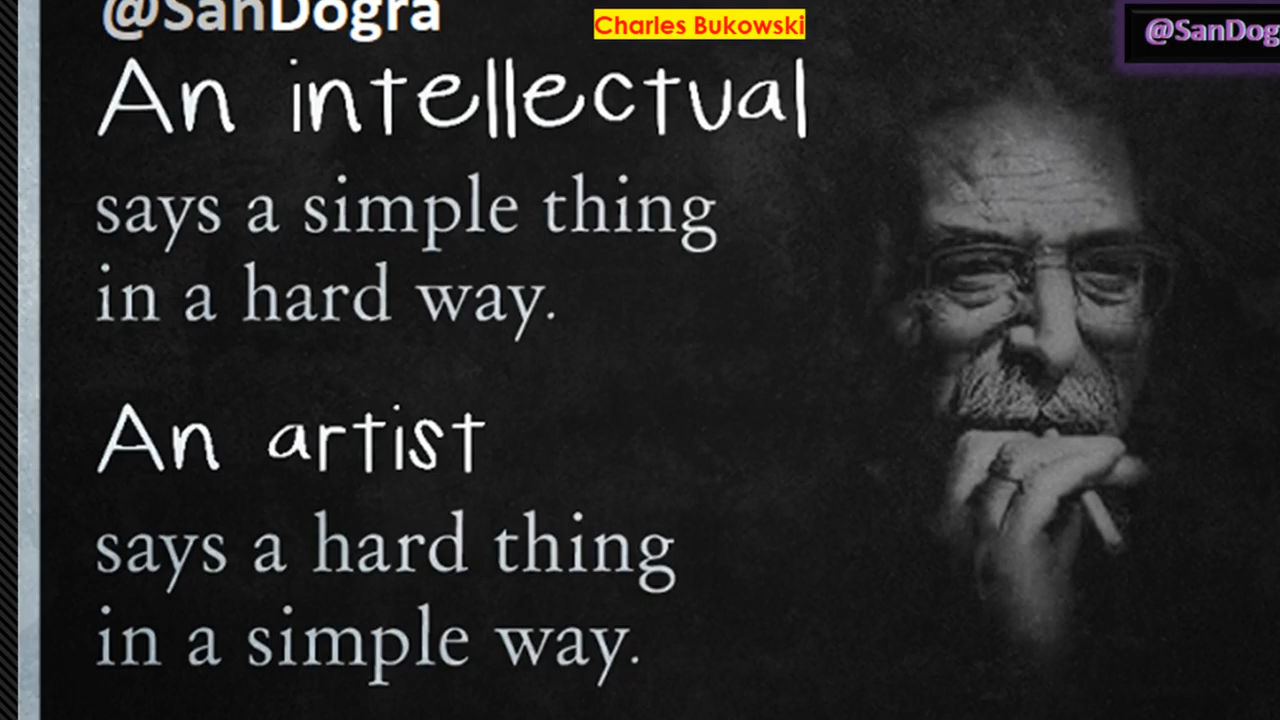 @SanDogra
Charles Bukowski
@SanDog
An intellectual
says a simple thing
in a hard way.
An artist
says a hard thing
in a simple way.